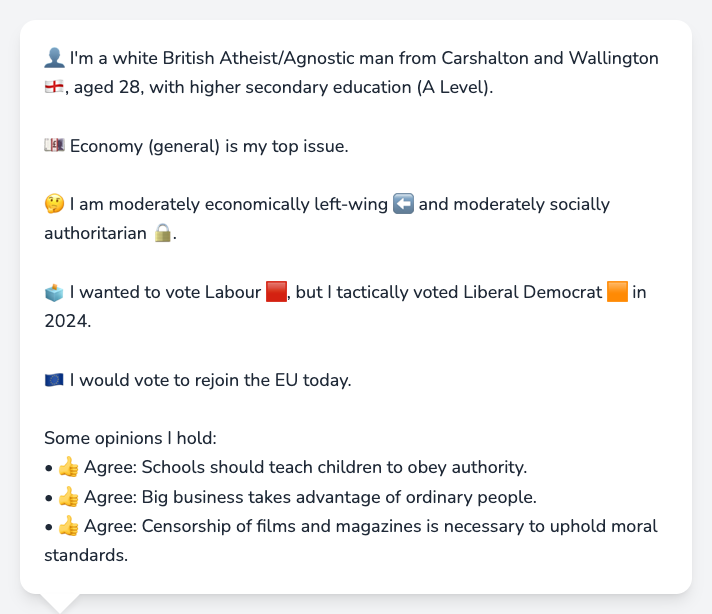 👤 I'm a white British Atheist/Agnostic man from Carshalton and Wallington
🏴󠁧󠁢󠁥󠁮󠁧󠁿, aged 28, with higher secondary education (A Level).
💷 Economy (general) is my top issue.
🤔 I am moderately economically left-wing ⬅️ and moderately socially
authoritarian 🔒.
🗳️ I wanted to vote Labour 🟥, but I tactically voted Liberal Democrat 🟧 in
2024.
🇪🇺 I would vote to rejoin the EU today.
Some opinions I hold:
• 👍 Agree: Schools should teach children to obey authority.
• 👍 Agree: Big business takes advantage of ordinary people.
• 👍 Agree: Censorship of films and magazines is necessary to uphold moral
standards.